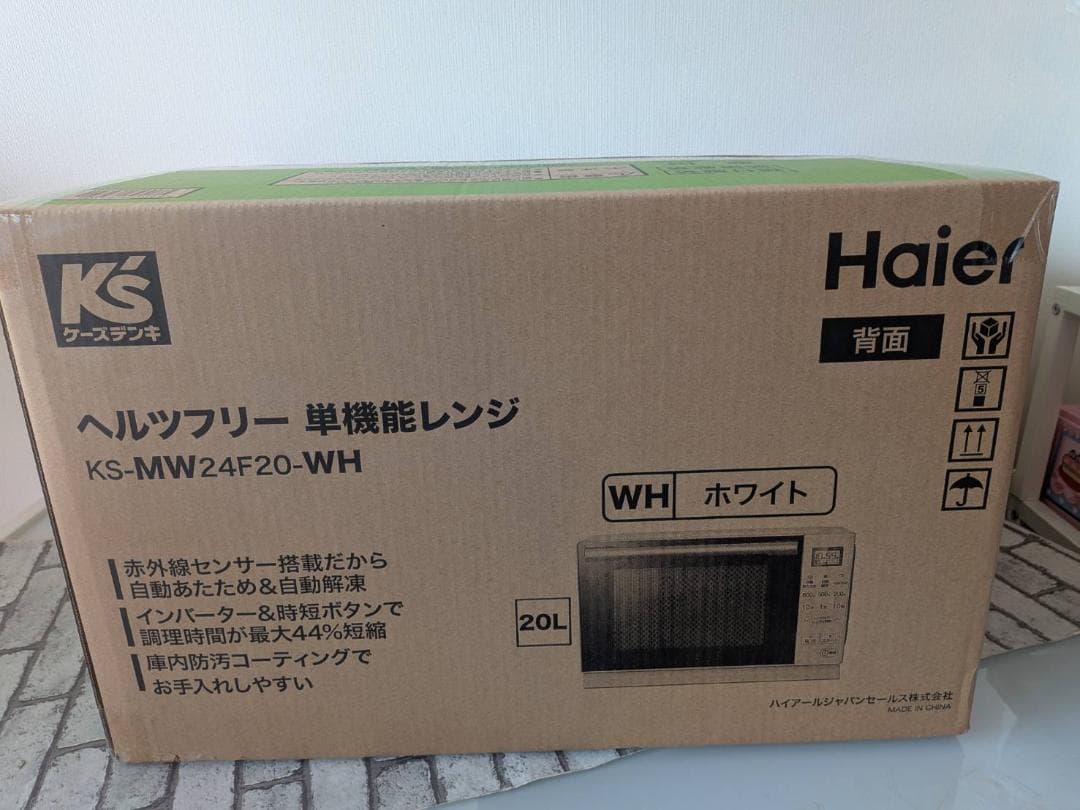 K's
ケーズデンキ
Haier
背面
5
ヘルツフリー 単機能レンジ
KS-MW24F20-WH
WH ホワイト
赤外線センサー搭載だから
自動あたため&自動解凍
インバーター&時短ボタンで
調理時間が最大44%短縮
庫内防汚コーティングで
お手入れしやすい
20L
ハイアールジャパンセールス株式会社
MADE IN CHINA